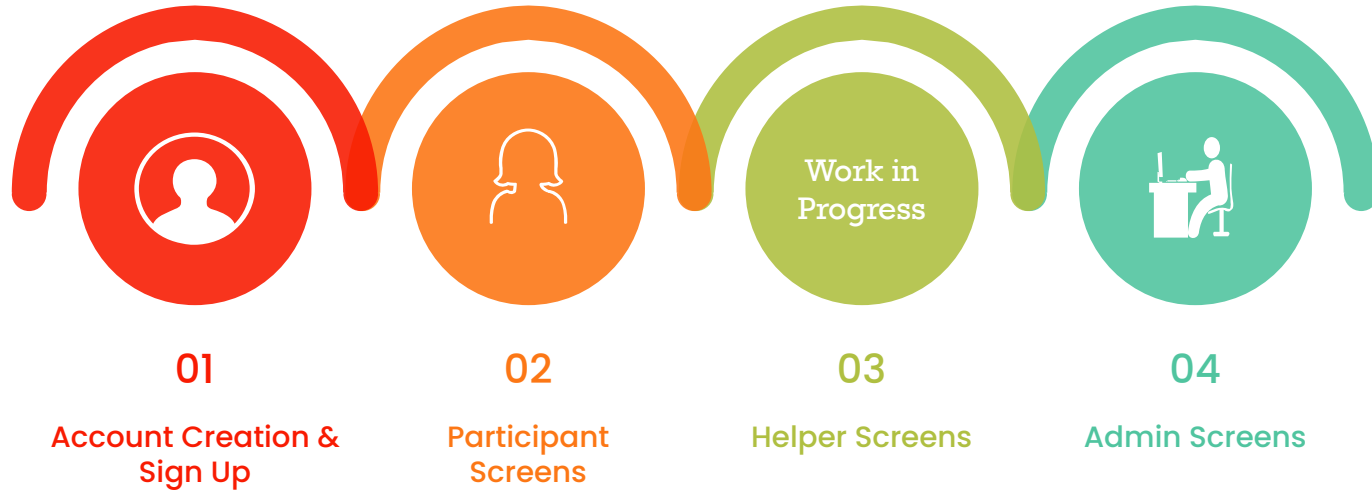 Work in
Progress
01
02
03
04
Account Creation &
Sign Up
Participant
Screens
Helper Screens
Admin Screens